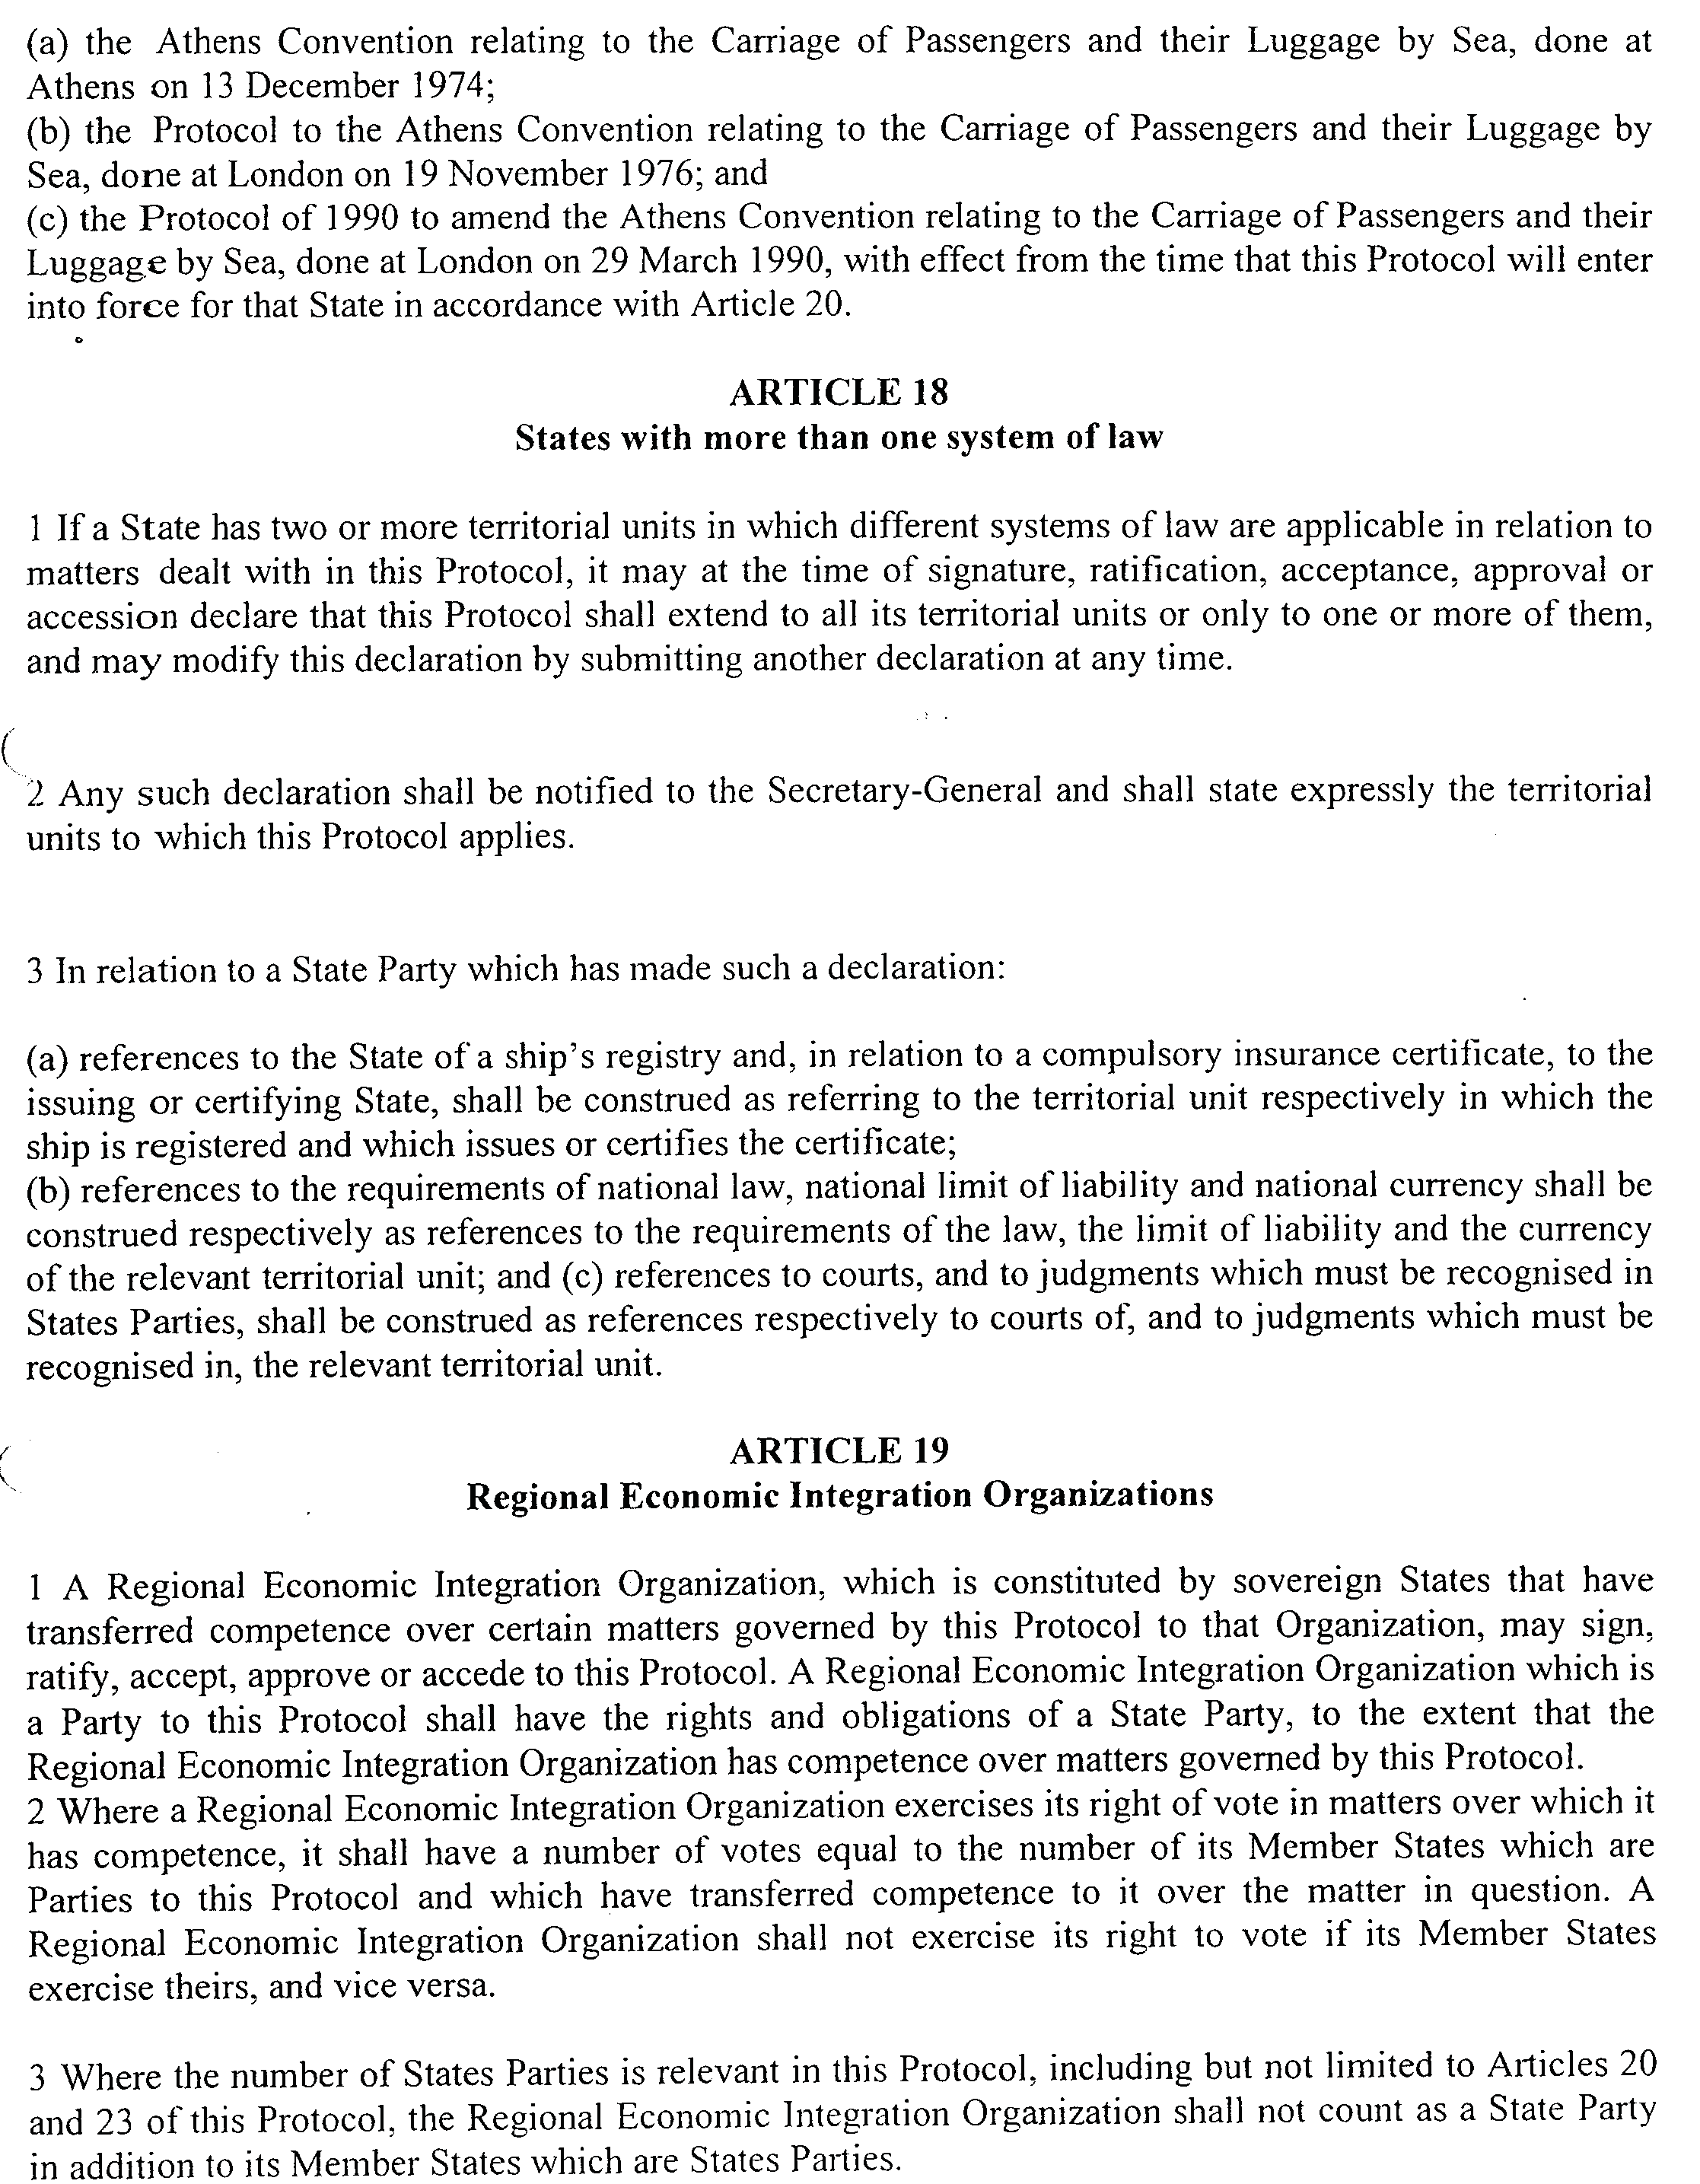 (a) the Athens Convention relating to the Carriage of Passengers and their Luggage by Sea, done at
Athens on 13 December 1974;
(b) the Protocol to the Athens Convention relating to the Carriage of Passengers and their Luggage by
Sea, done at London on 19 November 1976; and
(c) the Protocol of 1990 to amend the Athens Convention relating to the Carriage of Passengers and their
Luggage by Sea, done at London on 29 March 1990, with effect from the time that this Protocol will enter
into force for that State in accordance with Article 20.
ARTICLE 18
States with more than one system of law
1 If a State has two or more territorial units in which different systems of law are applicable in relation to
matters dealt with in this Protocol, it may at the time of signature, ratification, acceptance, approval or
accession declare that this Protocol shall extend to all its territorial units or only to one or more of them,
and may modify this declaration by submitting another declaration at any time.
2 Any such declaration shall be notified to the Secretary-General and shall state expressly the territorial
units to which this Protocol applies.
3 In relation to a State Party which has made such a declaration:
(a) references to the State of a ship's registry and, in relation to a compulsory insurance certificate, to the
issuing or certifying State, shall be construed as referring to the territorial unit respectively in which the
ship is registered and which issues or certifies the certificate;
(b) references to the requirements of national law, national limit of liability and national currency shall be
construed respectively as references to the requirements of the law, the limit of liability and the currency
of the relevant territorial unit; and (c) references to courts, and to judgments which must be recognised in
States Parties, shall be construed as references respectively to courts of, and to judgments which must be
recognised in, the relevant territorial unit.
ARTICLE 19
Regional Economic Integration Organizations
1 A Regional Economic Integration Organization, which is constituted by sovereign States that have
transferred competence over certain matters governed by this Protocol to that Organization, may sign,
ratify, accept, approve or accede to this Protocol. A Regional Economic Integration Organization which is
a Party to this Protocol shall have the rights and obligations of a State Party, to the extent that the
Regional Economic Integration Organization has competence over matters governed by this Protocol.
2 Where a Regional Economic Integration Organization exercises its right of vote in matters over which it
has competence, it shall have a number of votes equal to the number of its Member States which are
Parties to this Protocol and which have transferred competence to it over the matter in question. A
Regional Economic Integration Organization shall not exercise its right to vote if its Member States
exercise theirs, and vice versa.
3 Where the number of States Parties is relevant in this Protocol, including but not limited to Articles 20
and 23 of this Protocol, the Regional Economic Integration Organization shall not count as a State Party
in addition to its Member States which are States Parties.